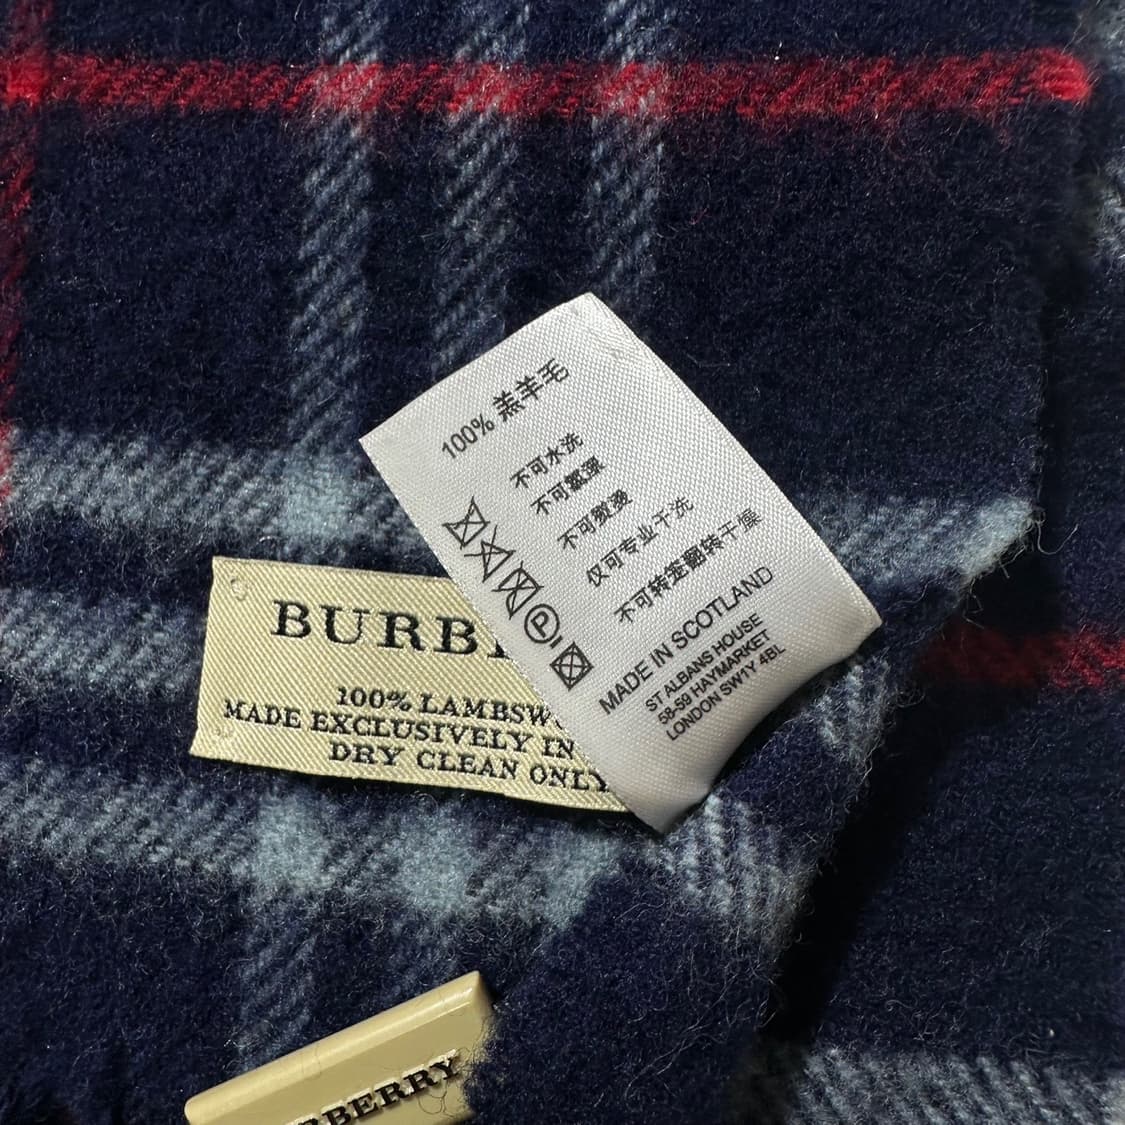 100% 羔羊毛
不可水洗
不可氯漂
不可熨烫
仅可专业干洗
不可转笼翻转干燥
MADE IN SCOTLAND
ST ALBANS HOUSE
58-59 HAYMARKET
LONDON SW1Y 4BL
BURB
100% LAMBSW
MADE EXCLUSIVELY IN
DRY CLEAN ONLY
RBERRY